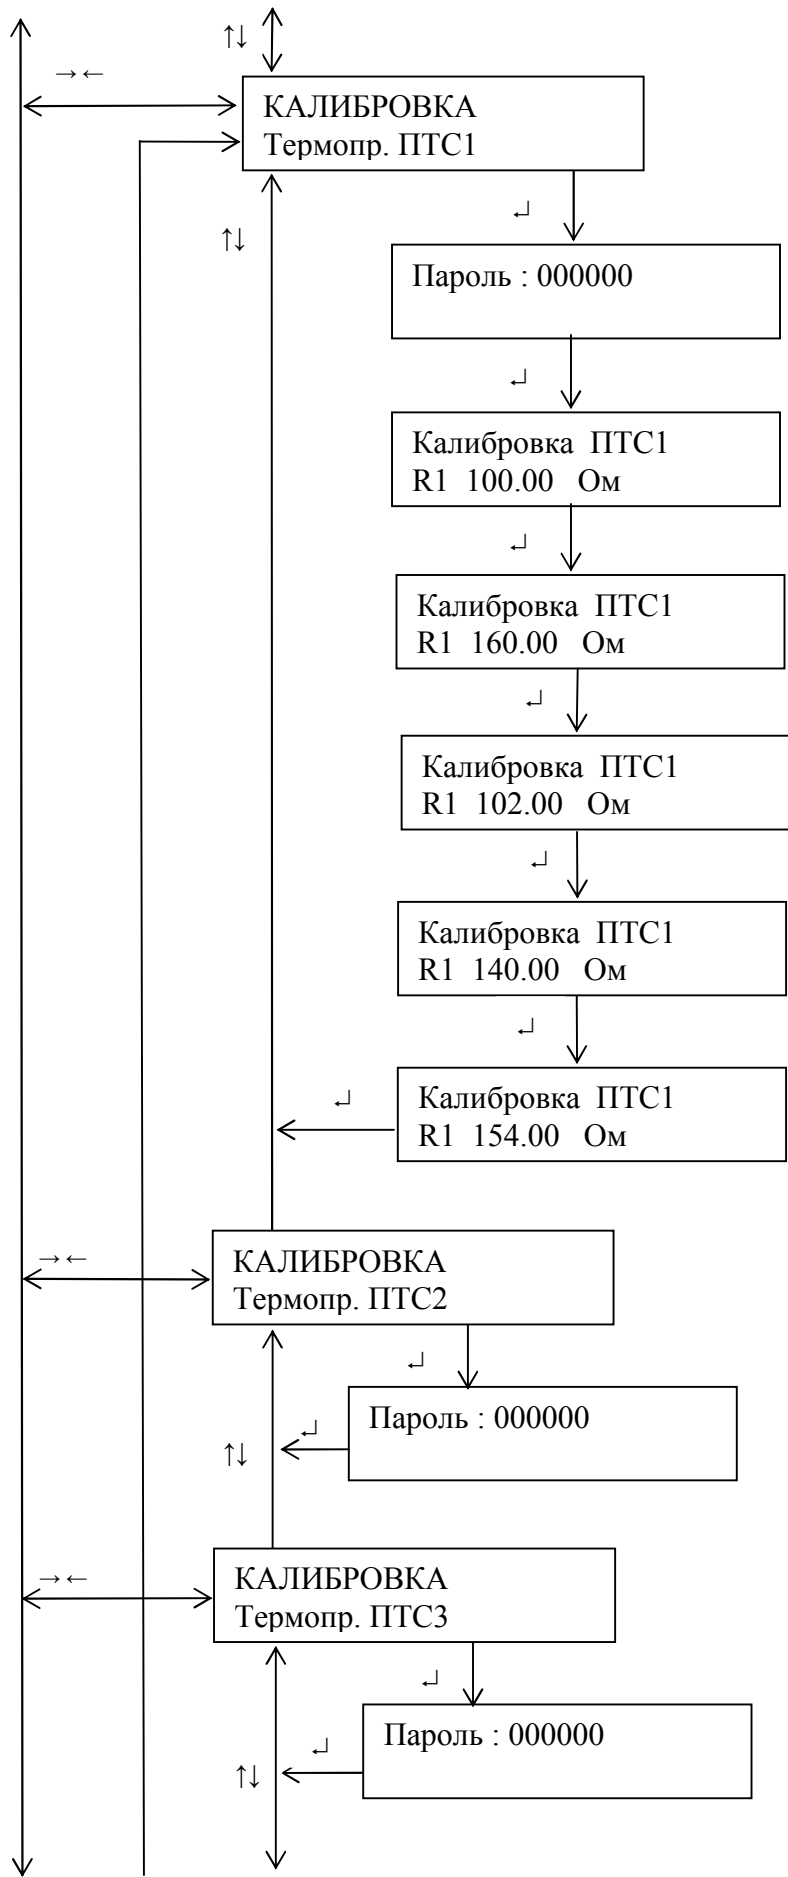 ↑↓
→←
КАЛИБРОВКА
Термопр. ПТС1
↵
↑↓
Пароль : 000000
↵
Калибровка ПТС1
R1 100.00 Ом
↵
Калибровка ПТС1
R1 160.00 Ом
↵
Калибровка ПТС1
R1 102.00 Ом
↵
Калибровка ПТС1
R1 140.00 Ом
↵
Калибровка ПТС1
R1 154.00 Ом
↵
→←
КАЛИБРОВКА
Термопр. ПТС2
↵
Пароль : 000000
↵
↑↓
→←
КАЛИБРОВКА
Термопр. ПТС3
↵
Пароль : 000000
↵
↑↓